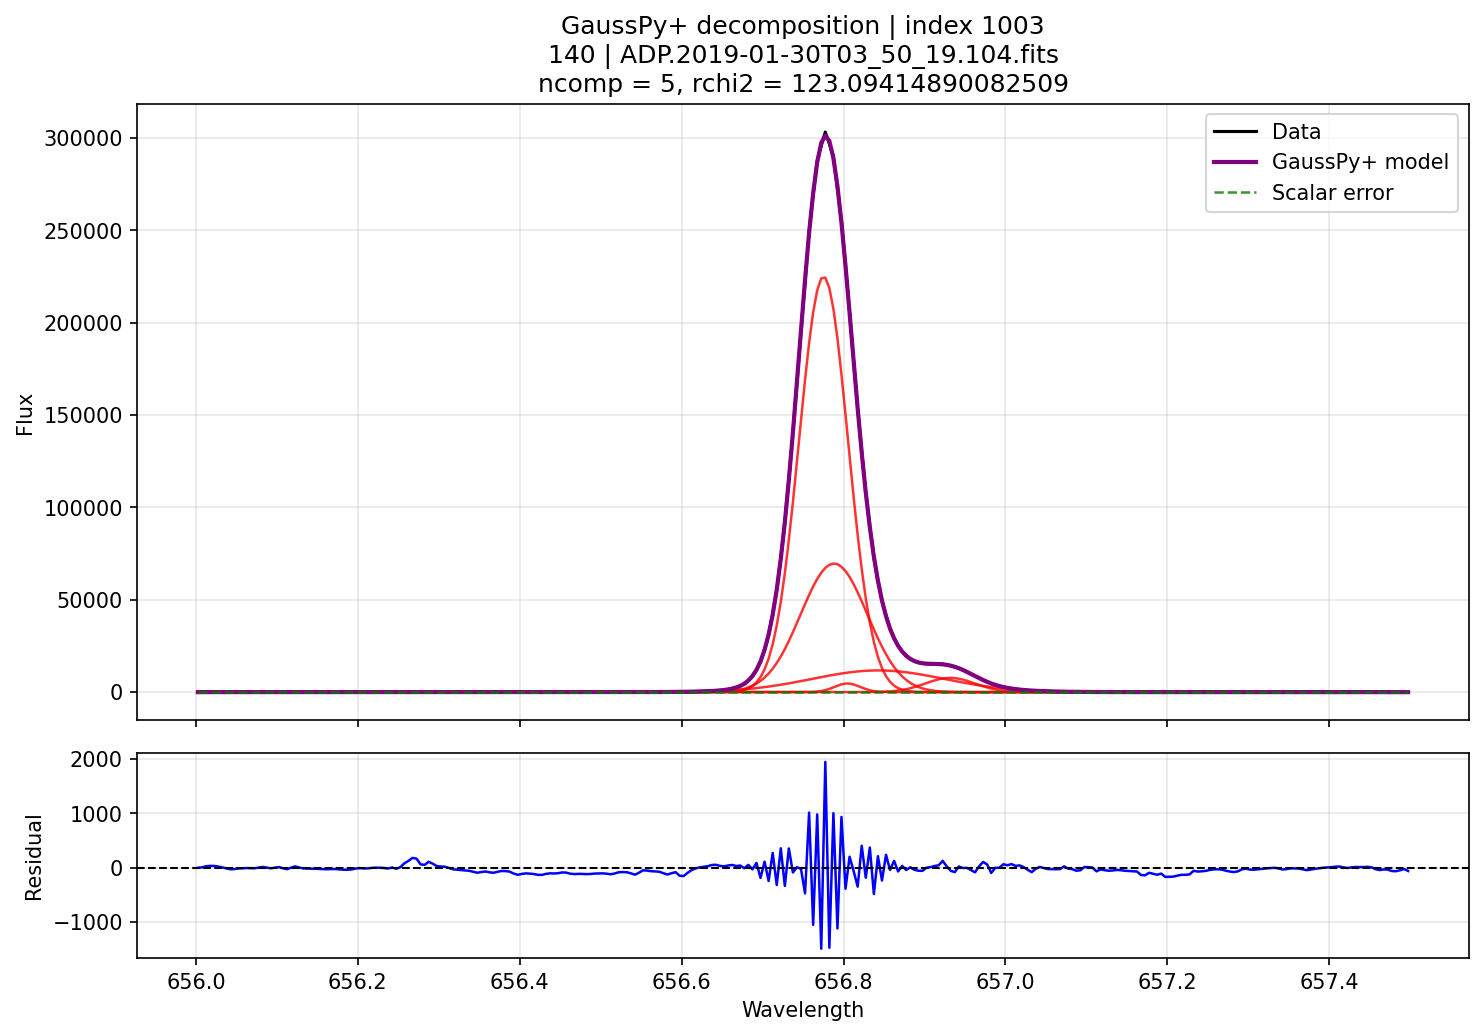 GaussPy+ decomposition | index 1003
140 | ADP.2019-01-30T03_50_19.104.fits
ncomp = 5, rchi2 = 123.09414890082509
Data
GaussPy+ model
Scalar error
Flux
300000
250000
200000
150000
100000
50000
0
Residual
2000
1000
0
−1000
656.0
656.2
656.4
656.6
656.8
657.0
657.2
657.4
Wavelength